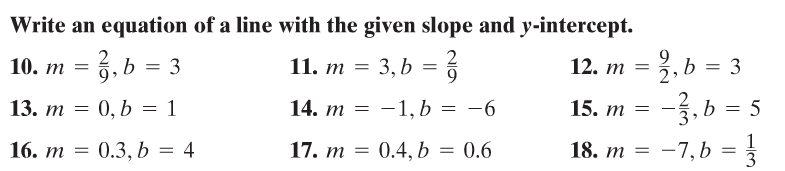 Write an equation of a line with the given slope and y-intercept.
10. m = 2/9, b = 3 11. m = 3, b = 2/9 12. m = 9/2, b = 3
13. m = 0, b = 1 14. m = −1, b = −6 15. m = −2/3, b = 5
16. m = 0.3, b = 4 17. m = 0.4, b = 0.6 18. m = −7, b = 1/3